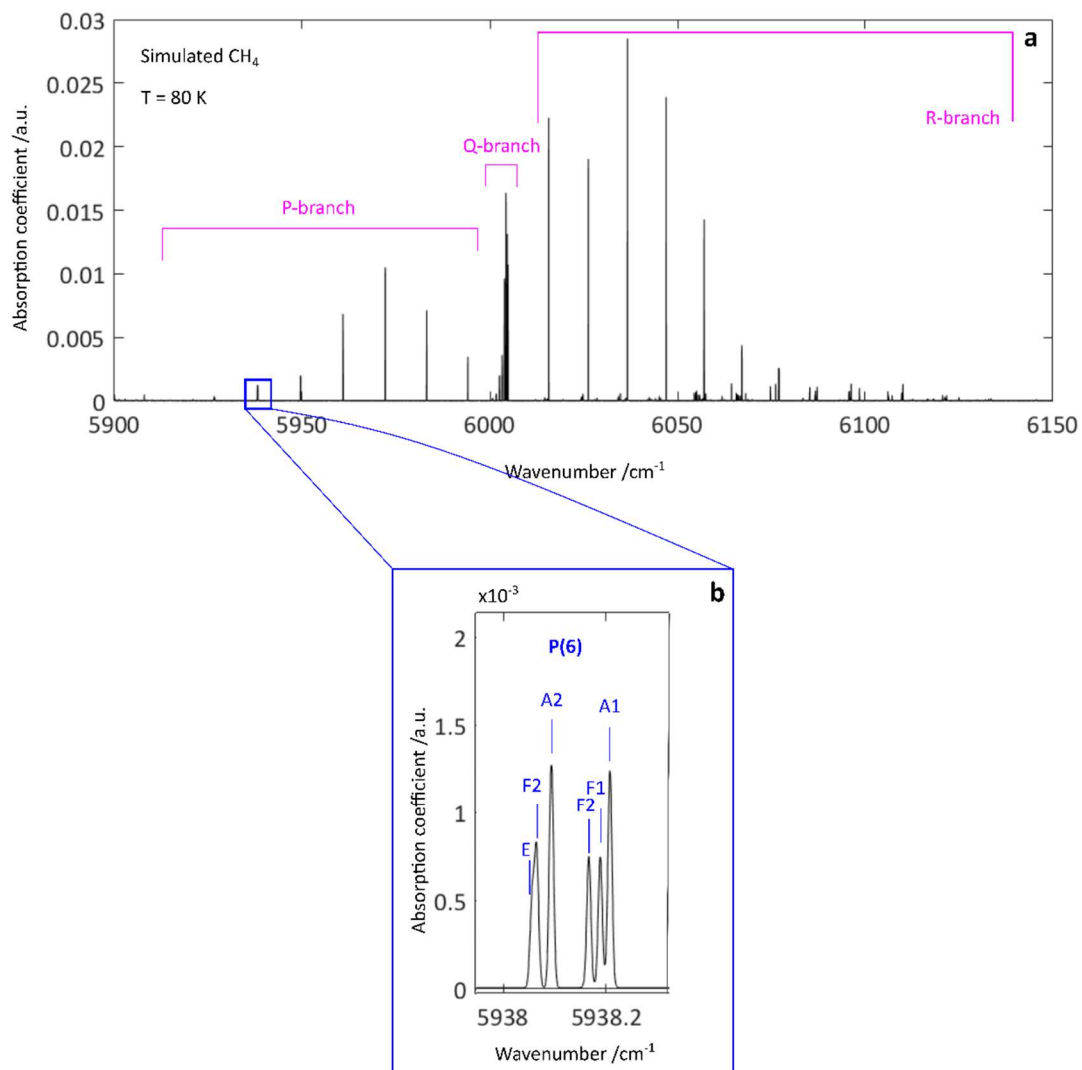 0.03
a
Simulated CH₄
T = 80 K
0.025
R-branch
Absorption coefficient /a.u.
0.02
Q-branch
0.015
P-branch
0.01
0.005
0
5900
5950
6000
6050
6100
6150
Wavenumber /cm⁻¹
x10⁻³
b
P(6)
2
A2
A1
1.5
Absorption coefficient /a.u.
F2
F1
F2
1
E
0.5
0
5938
5938.2
Wavenumber /cm⁻¹